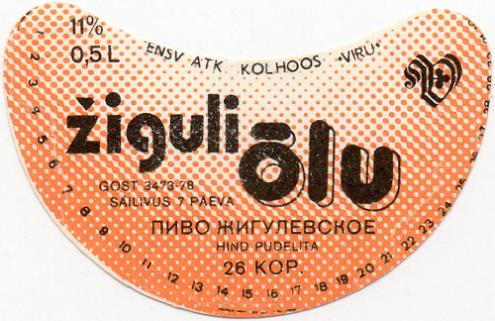 11%
0,5 L
ENSV ATK KOLHOOS "VIRU"
žiguli
õlu
GOST 3473-78
SÄILIVUS 7 PÄEVA
ПИВО ЖИГУЛЕВСКОЕ
HIND PUDELITA
26 КОР.
1 2 3 4 5 6 7 8 9 10 11 12 13 14 15 16 17 18 19 20 21 22 23 24 25 26 27 28 29 30